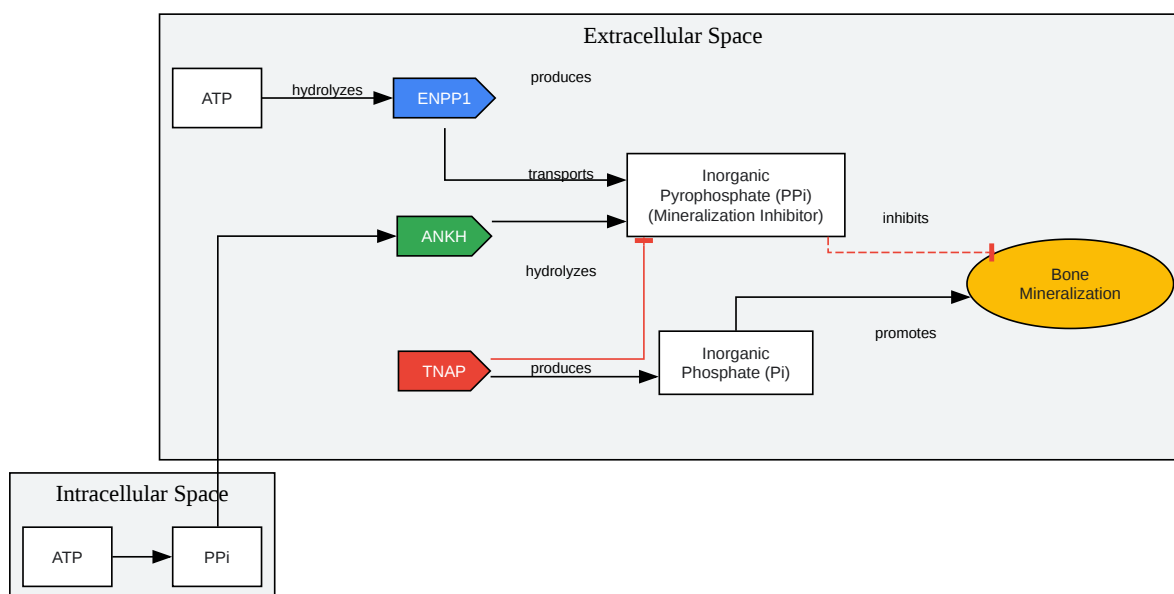 Extracellular Space
produces
ATP
hydrolyzes
ENPP1
transports
Inorganic
Pyrophosphate (PPi)
(Mineralization Inhibitor)
inhibits
ANKH
hydrolyzes
Bone
Mineralization
promotes
TNAP
produces
Inorganic
Phosphate (Pi)
Intracellular Space
ATP
PPi